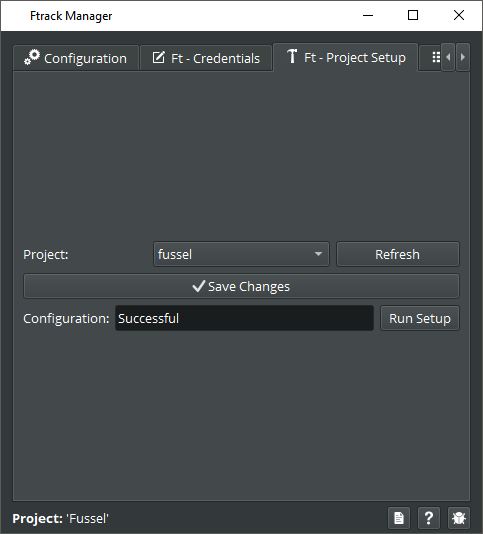 Ftrack Manager
Configuration Ft - Credentials Ft - Project Setup
Project: fussel Refresh
Save Changes
Configuration: Successful Run Setup
Project: 'Fussel' ?